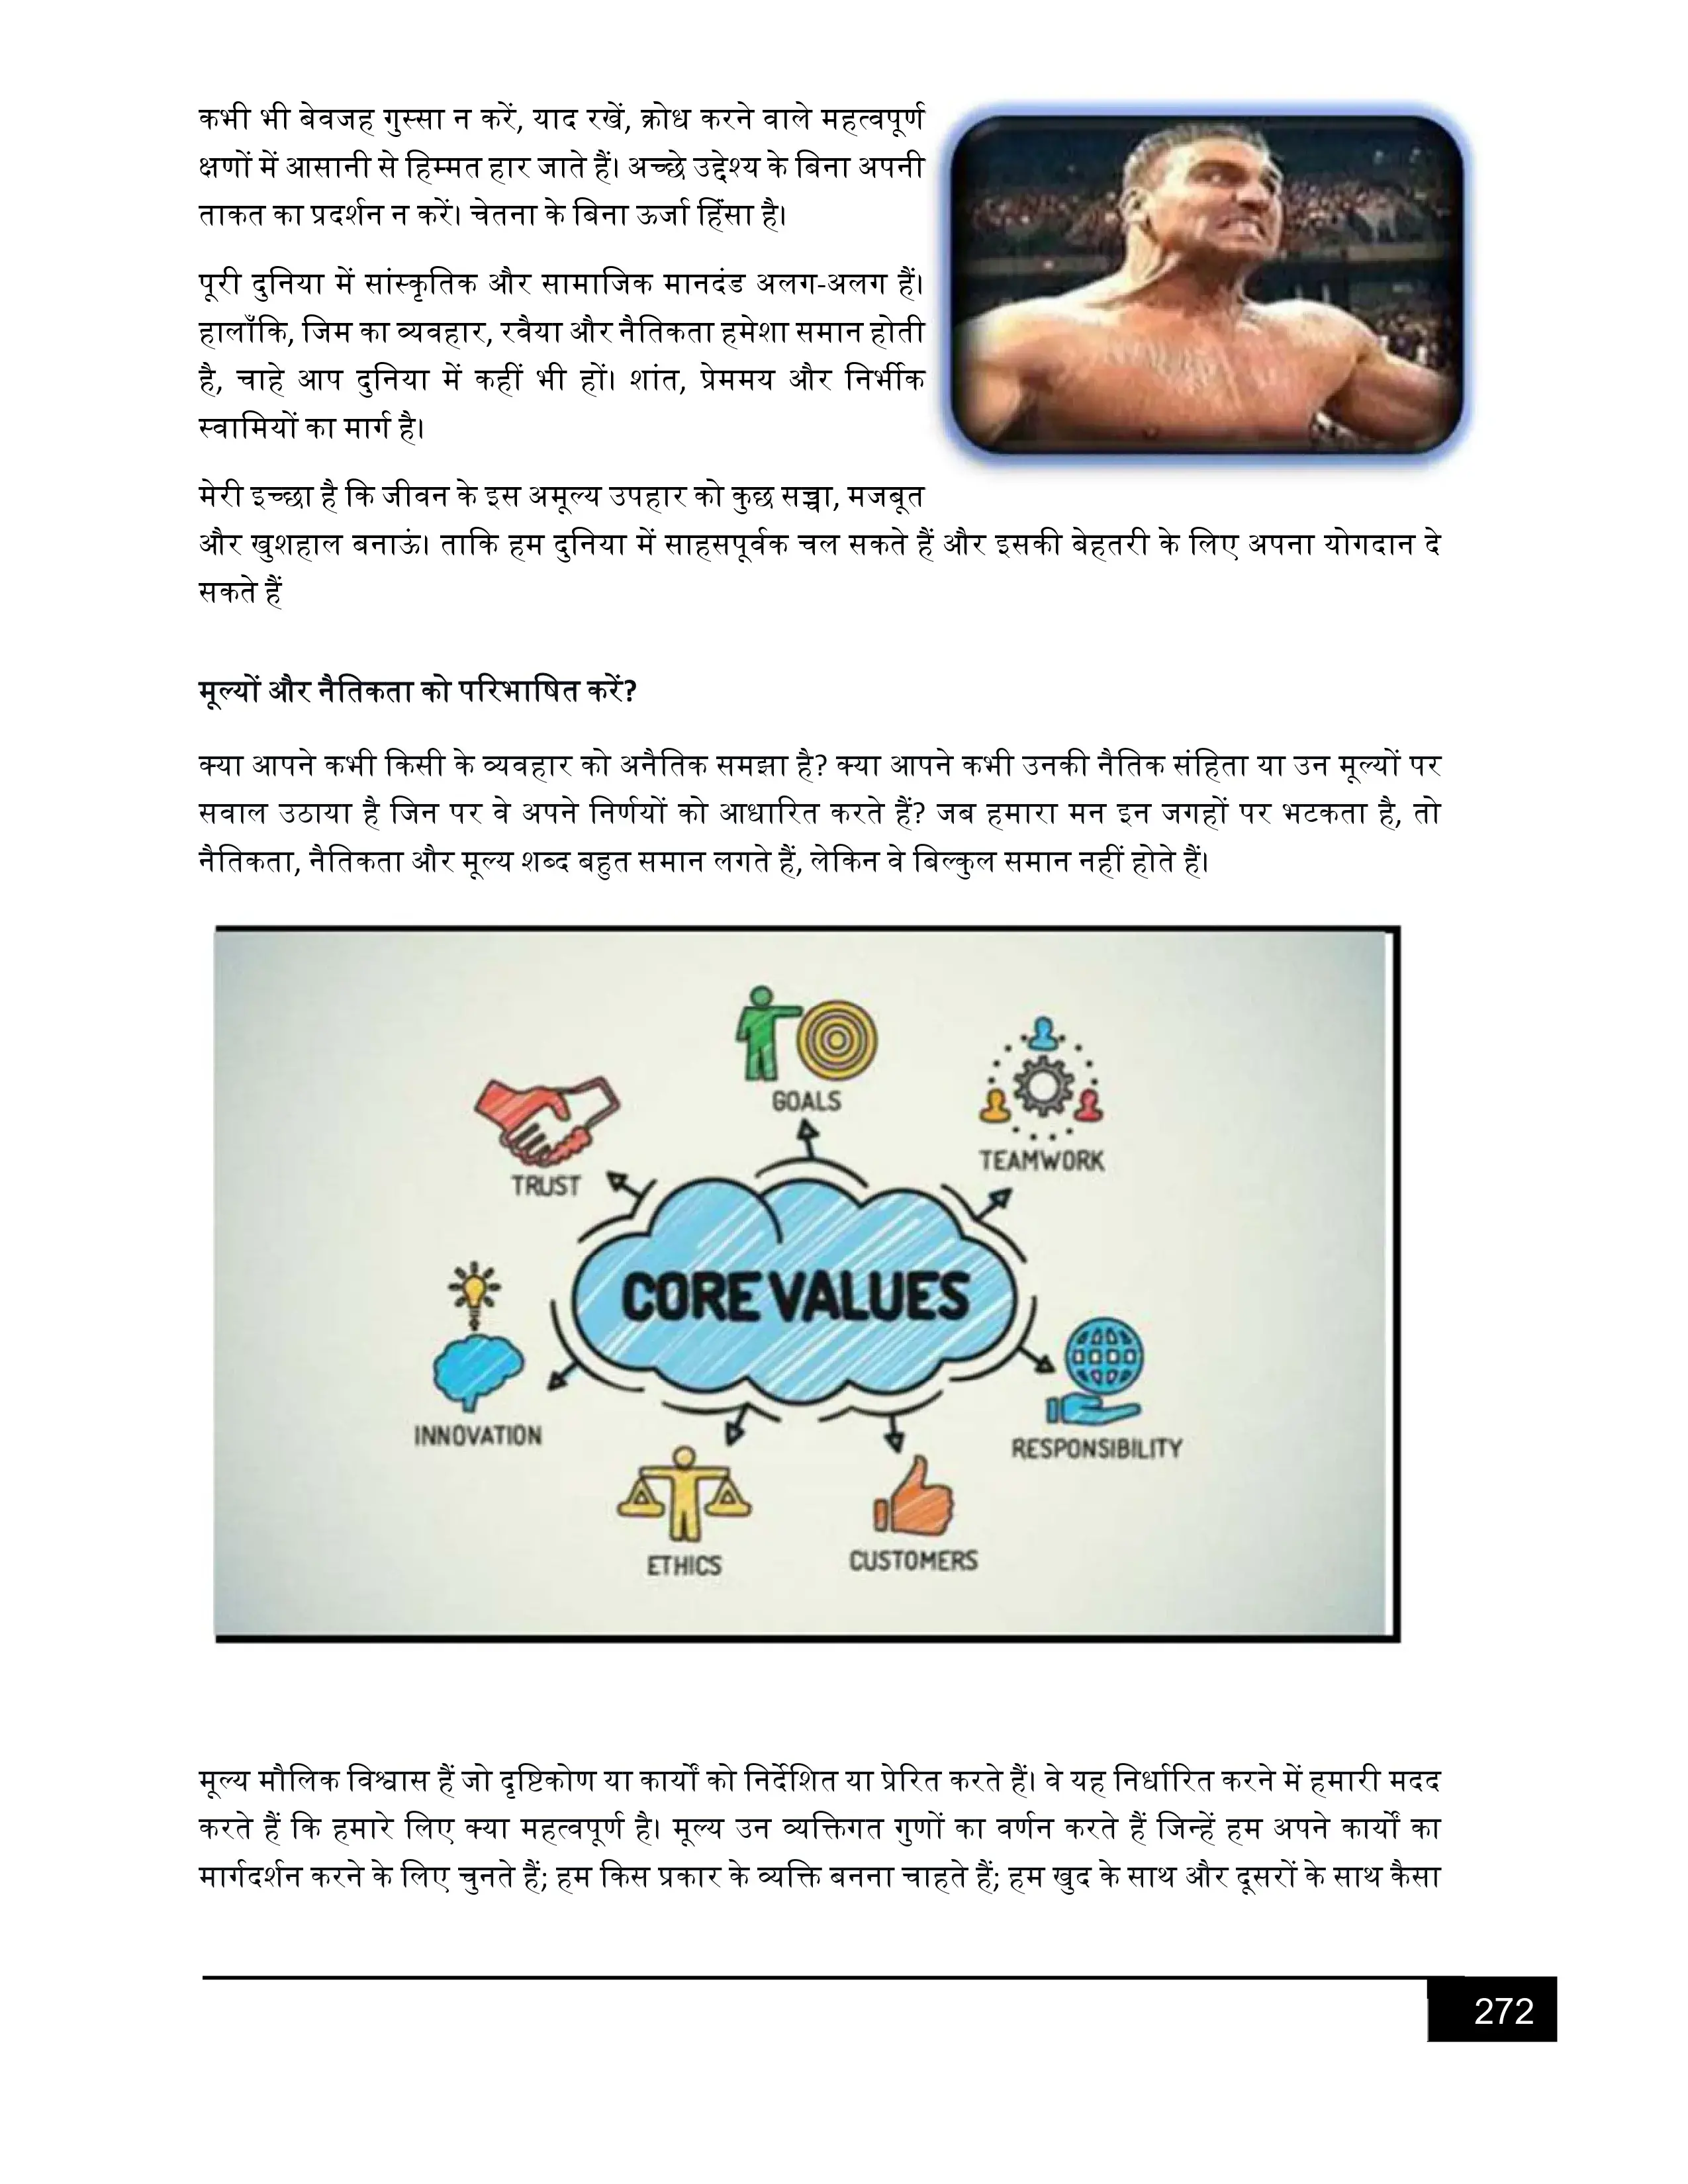 कभी भी बेवजह गुस्सा न करें, याद रखें, क्रोध करने वाले महत्वपूर्ण
क्षणों में आसानी से हिम्मत हार जाते हैं। अच्छे उद्देश्य के बिना अपनी
ताकत का प्रदर्शन न करें। चेतना के बिना ऊर्जा हिंसा है।
पूरी दुनिया में सांस्कृतिक और सामाजिक मानदंड अलग-अलग हैं।
हालाँकि, जिम का व्यवहार, रवैया और नैतिकता हमेशा समान होती
है, चाहे आप दुनिया में कहीं भी हों। शांत, प्रेममय और निर्भीक
स्वामियों का मार्ग है।
मेरी इच्छा है कि जीवन के इस अमूल्य उपहार को कुछ सच्चा, मजबूत
और खुशहाल बनाऊं। ताकि हम दुनिया में साहसपूर्वक चल सकते हैं और इसकी बेहतरी के लिए अपना योगदान दे
सकते हैं
मूल्यों और नैतिकता को परिभाषित करें?
क्या आपने कभी किसी के व्यवहार को अनैतिक समझा है? क्या आपने कभी उनकी नैतिक संहिता या उन मूल्यों पर
सवाल उठाया है जिन पर वे अपने निर्णयों को आधारित करते हैं? जब हमारा मन इन जगहों पर भटकता है, तो
नैतिकता, नैतिकता और मूल्य शब्द बहुत समान लगते हैं, लेकिन वे बिल्कुल समान नहीं होते हैं।
GOALS
TEAMWORK
TRUST
CORE VALUES
INNOVATION
RESPONSIBILITY
ETHICS
CUSTOMERS
मूल्य मौलिक विश्वास हैं जो दृष्टिकोण या कार्यों को निर्देशित या प्रेरित करते हैं। वे यह निर्धारित करने में हमारी मदद
करते हैं कि हमारे लिए क्या महत्वपूर्ण है। मूल्य उन व्यक्तिगत गुणों का वर्णन करते हैं जिन्हें हम अपने कार्यों का
मार्गदर्शन करने के लिए चुनते हैं; हम किस प्रकार के व्यक्ति बनना चाहते हैं; हम खुद के साथ और दूसरों के साथ कैसा
272